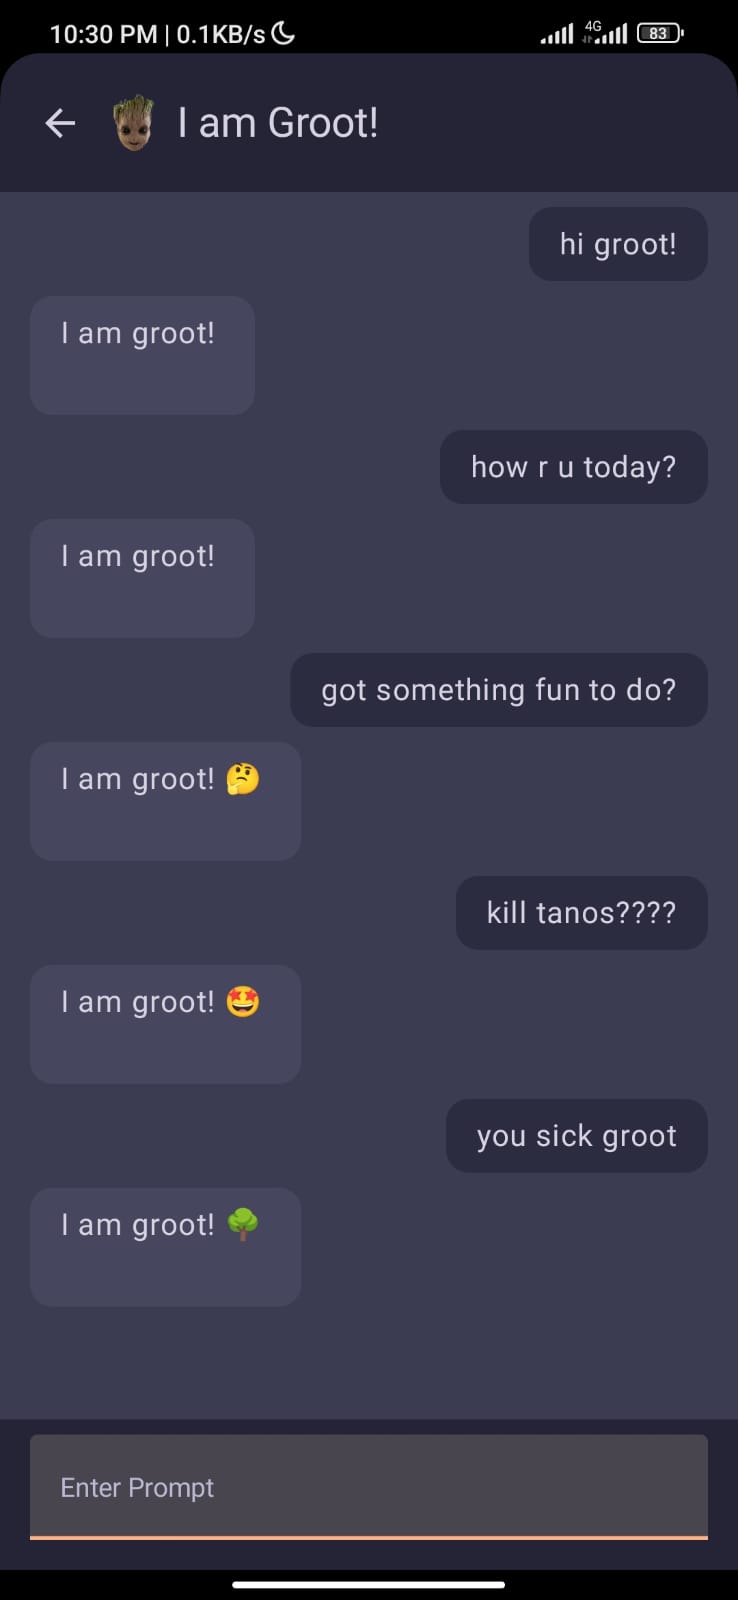 10:30 PM | 0.1KB/s
4G
83
I am Groot!
hi groot!
I am groot!
how r u today?
I am groot!
got something fun to do?
I am groot! 🤔
kill tanos????
I am groot! 🤩
you sick groot
I am groot! 🌳
Enter Prompt